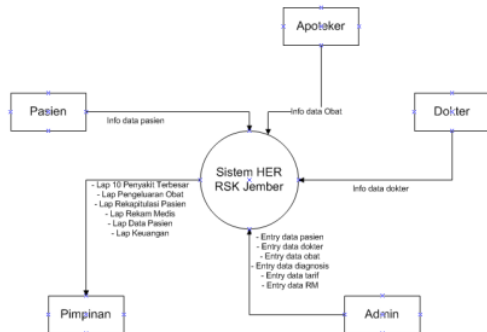 Apoteker
Pasien
Dokter
Info data pasien
Info data Obat
Sistem HER
RSK Jember
Info data dokter
- Lap 10 Penyakit Terbesar
- Lap Pengeluaran Obat
- Lap Rekapitulasi Pasien
- Lap Rekam Medis
- Lap Data Pasien
- Lap Keuangan
- Entry data pasien
- Entry data dokter
- Entry data obat
- Entry data diagnosis
- Entry data tarif
- Entry data RM
Pimpinan
Admin